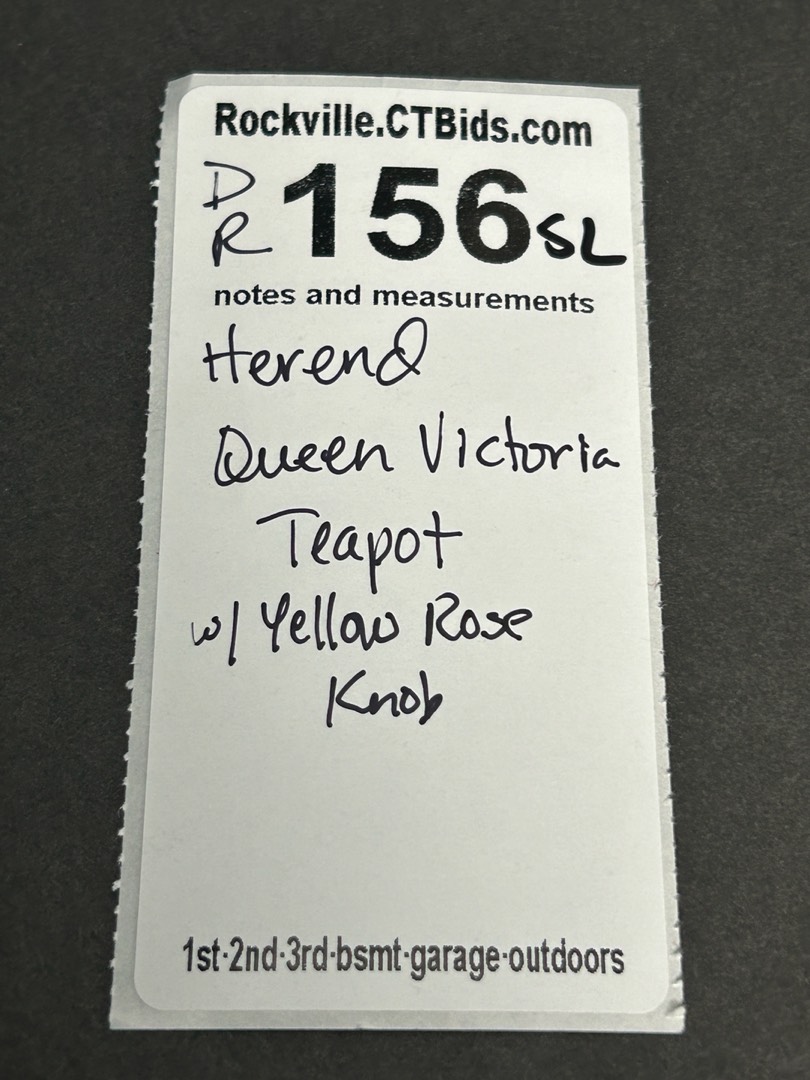 Rockville.CTBids.com
DR 156SL
notes and measurements
Herend
Queen Victoria
Teapot
w/ Yellow Rose
Knob
1st·2nd·3rd·bsmt·garage·outdoors